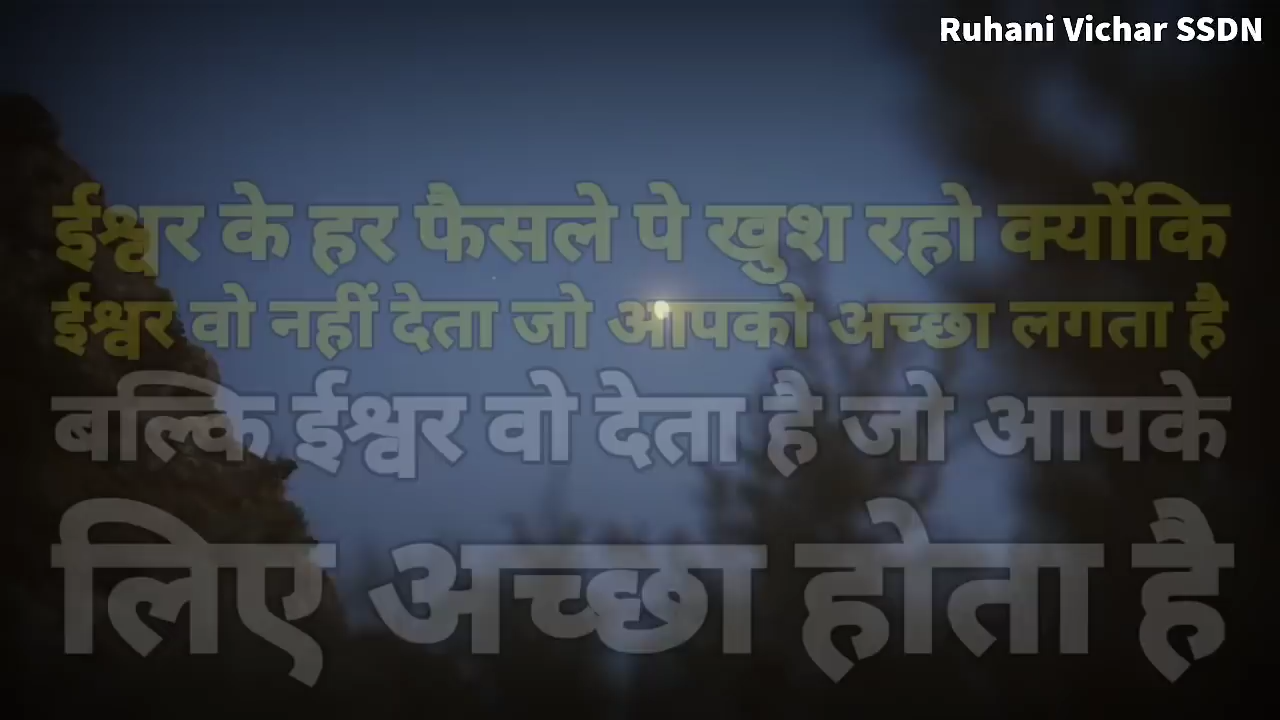 Ruhani Vichar SSDN
ईश्वर के हर फैसले पे खुश रहो क्योंकि
ईश्वर वो नहीं देता जो आपको अच्छा लगता है
बल्कि ईश्वर वो देता है जो आपके
लिए अच्छा होता है